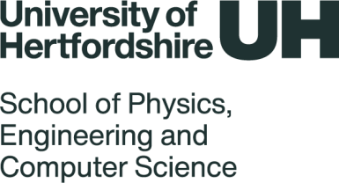 University of
Hertfordshire UH
School of Physics,
Engineering and
Computer Science